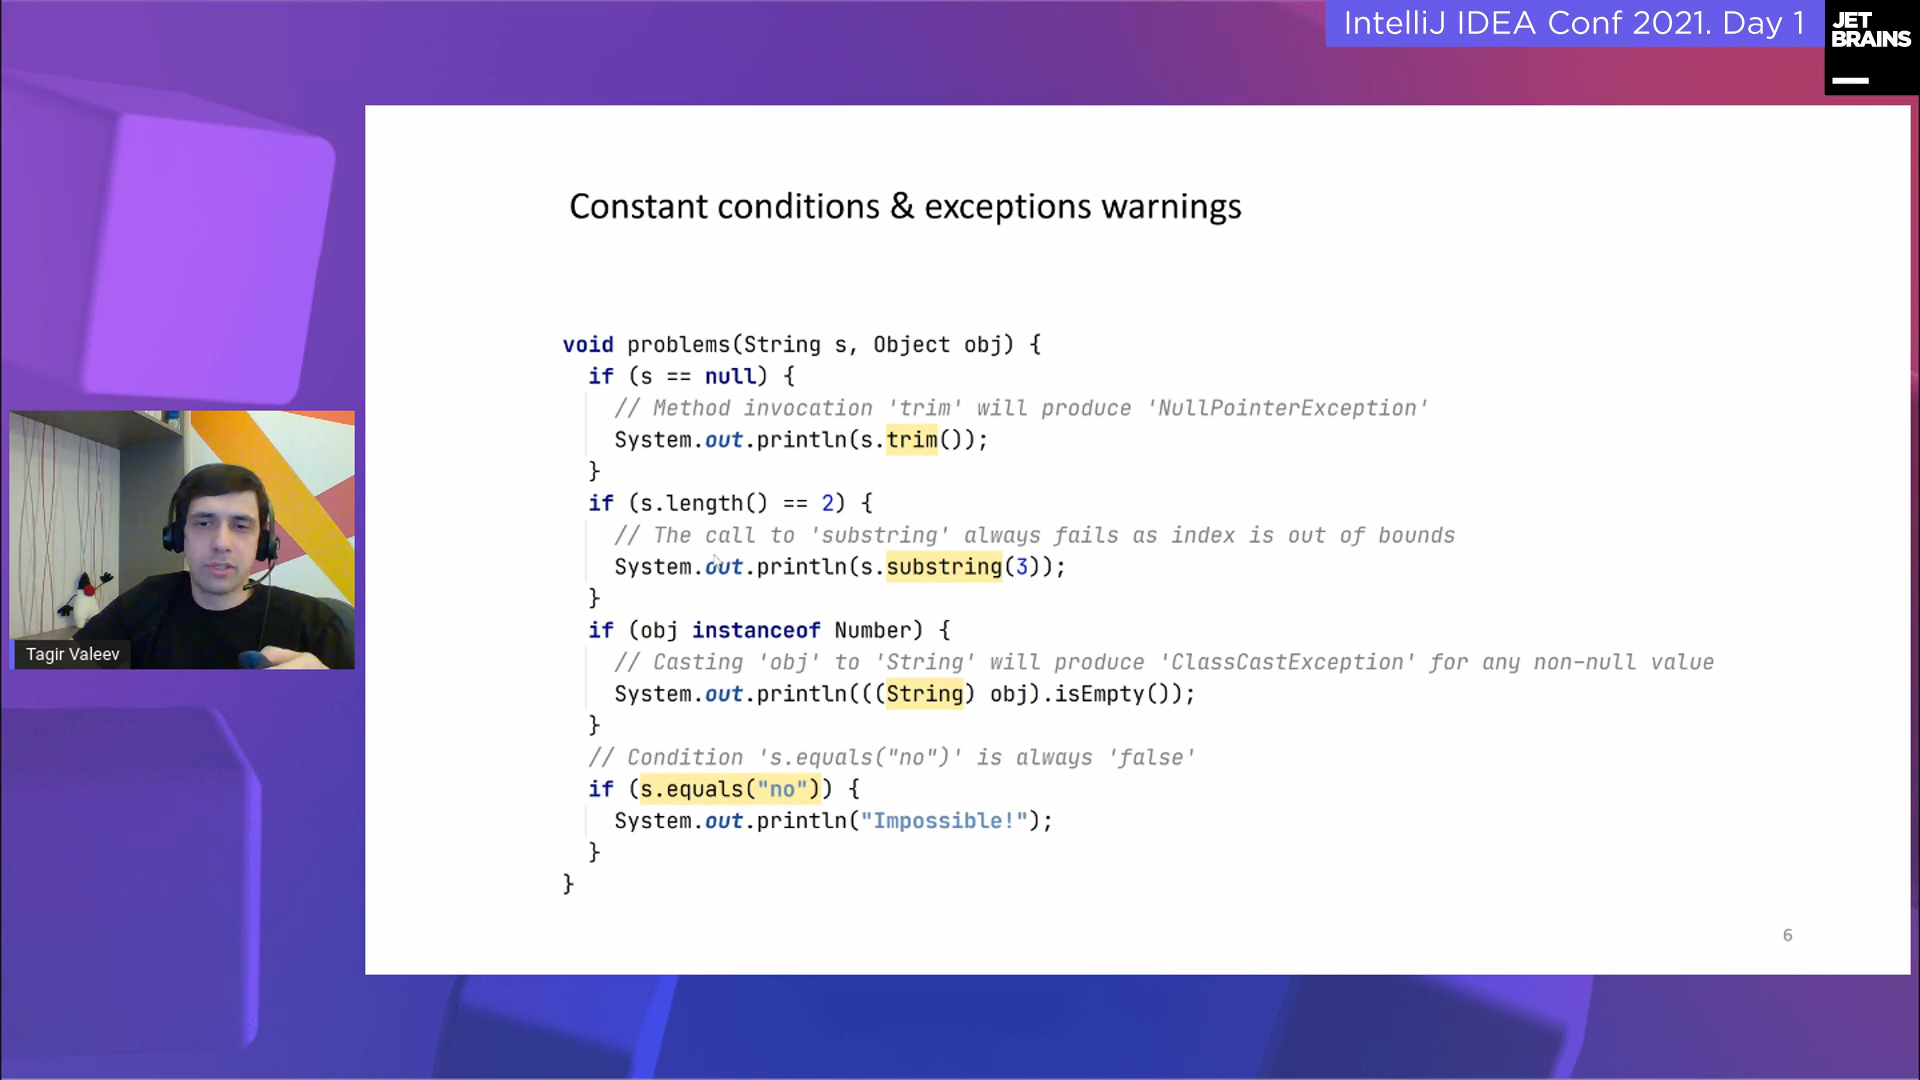 IntelliJ IDEA Conf 2021. Day 1
JET
BRAINS
Constant conditions & exceptions warnings
void problems(String s, Object obj) {
if (s == null) {
// Method invocation 'trim' will produce 'NullPointerException'
System.out.println(s.trim());
}
if (s.length() == 2) {
// The call to 'substring' always fails as index is out of bounds
System.out.println(s.substring(3));
}
if (obj instanceof Number) {
// Casting 'obj' to 'String' will produce 'ClassCastException' for any non-null value
System.out.println(((String) obj).isEmpty());
}
// Condition 's.equals("no")' is always 'false'
if (s.equals("no")) {
System.out.println("Impossible!");
}
}
6
Tagir Valeev